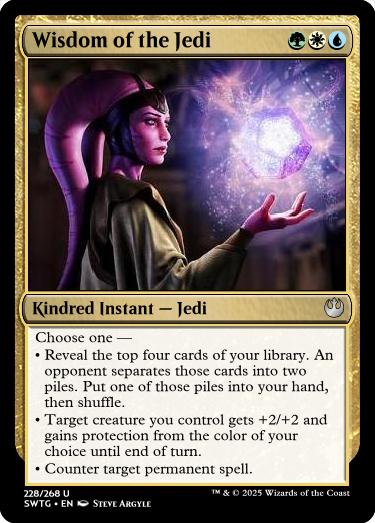 Wisdom of the Jedi
Kindred Instant — Jedi
Choose one —
• Reveal the top four cards of your library. An
opponent separates those cards into two
piles. Put one of those piles into your hand,
then shuffle.
• Target creature you control gets +2/+2 and
gains protection from the color of your
choice until end of turn.
• Counter target permanent spell.
228/268 U
SWTG • EN Steve Argyle
™ & © 2025 Wizards of the Coast